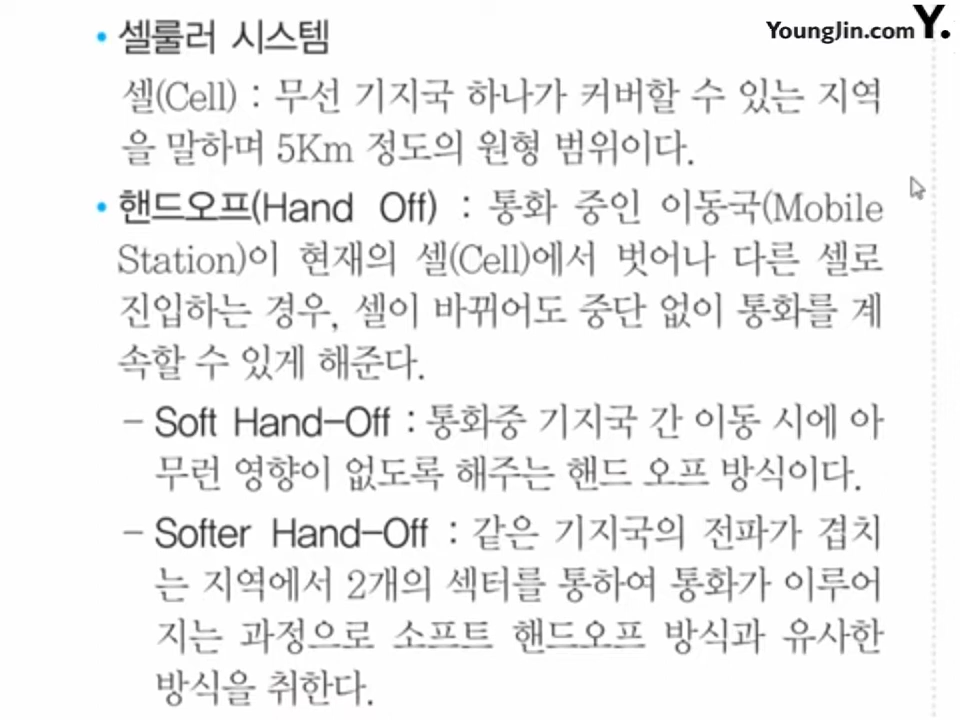 YoungJin.com Y.
• 셀룰러 시스템
셀(Cell) : 무선 기지국 하나가 커버할 수 있는 지역
을 말하며 5Km 정도의 원형 범위이다.
• 핸드오프(Hand Off) : 통화 중인 이동국(Mobile
Station)이 현재의 셀(Cell)에서 벗어나 다른 셀로
진입하는 경우, 셀이 바뀌어도 중단 없이 통화를 계
속할 수 있게 해준다.
– Soft Hand-Off : 통화중 기지국 간 이동 시에 아
무런 영향이 없도록 해주는 핸드 오프 방식이다.
– Softer Hand-Off : 같은 기지국의 전파가 겹치
는 지역에서 2개의 섹터를 통하여 통화가 이루어
지는 과정으로 소프트 핸드오프 방식과 유사한
방식을 취한다.